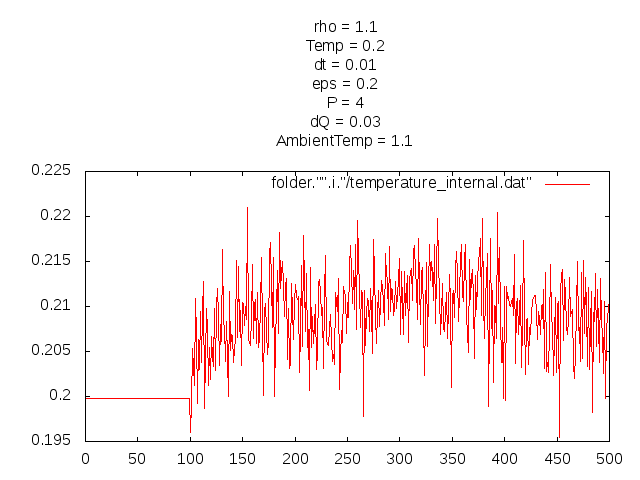 rho = 1.1
Temp = 0.2
dt = 0.01
eps = 0.2
P = 4
dQ = 0.03
AmbientTemp = 1.1
folder."".i."/temperature_internal.dat"
0.225
0.22
0.215
0.21
0.205
0.2
0.195
0 50 100 150 200 250 300 350 400 450 500